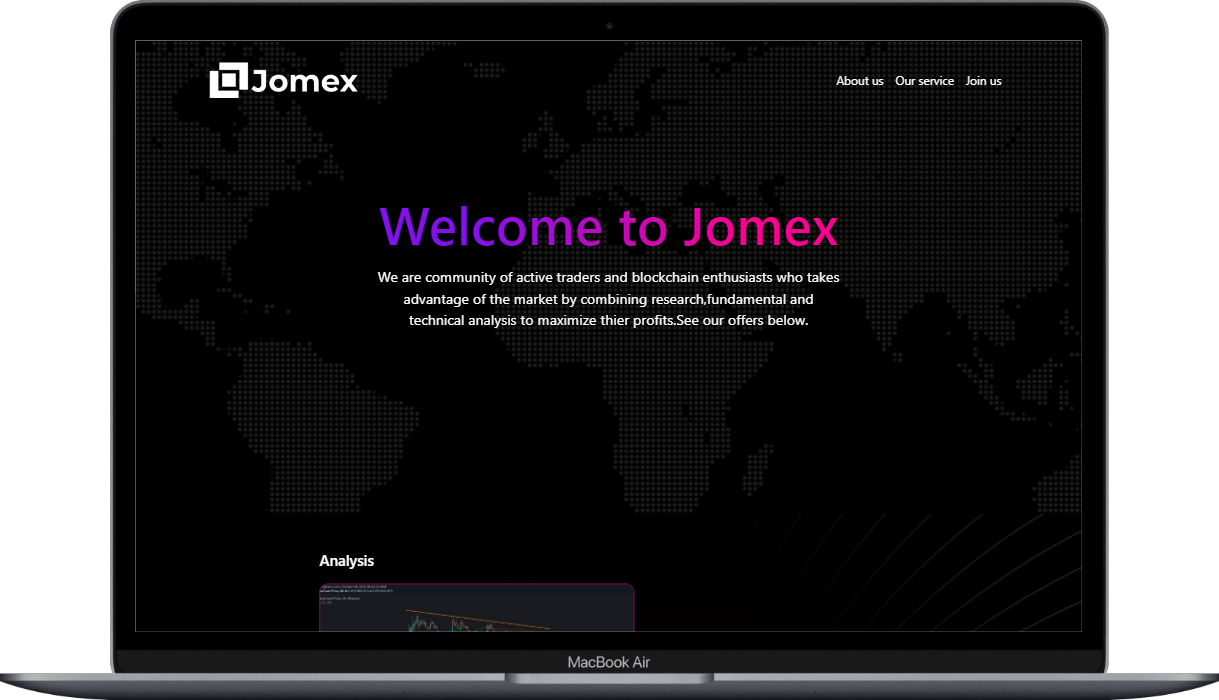 Jomex
About us Our service Join us
Welcome to Jomex
We are community of active traders and blockchain enthusiasts who takes
advantage of the market by combining research,fundamental and
technical analysis to maximize thier profits.See our offers below.
Analysis
MacBook Air